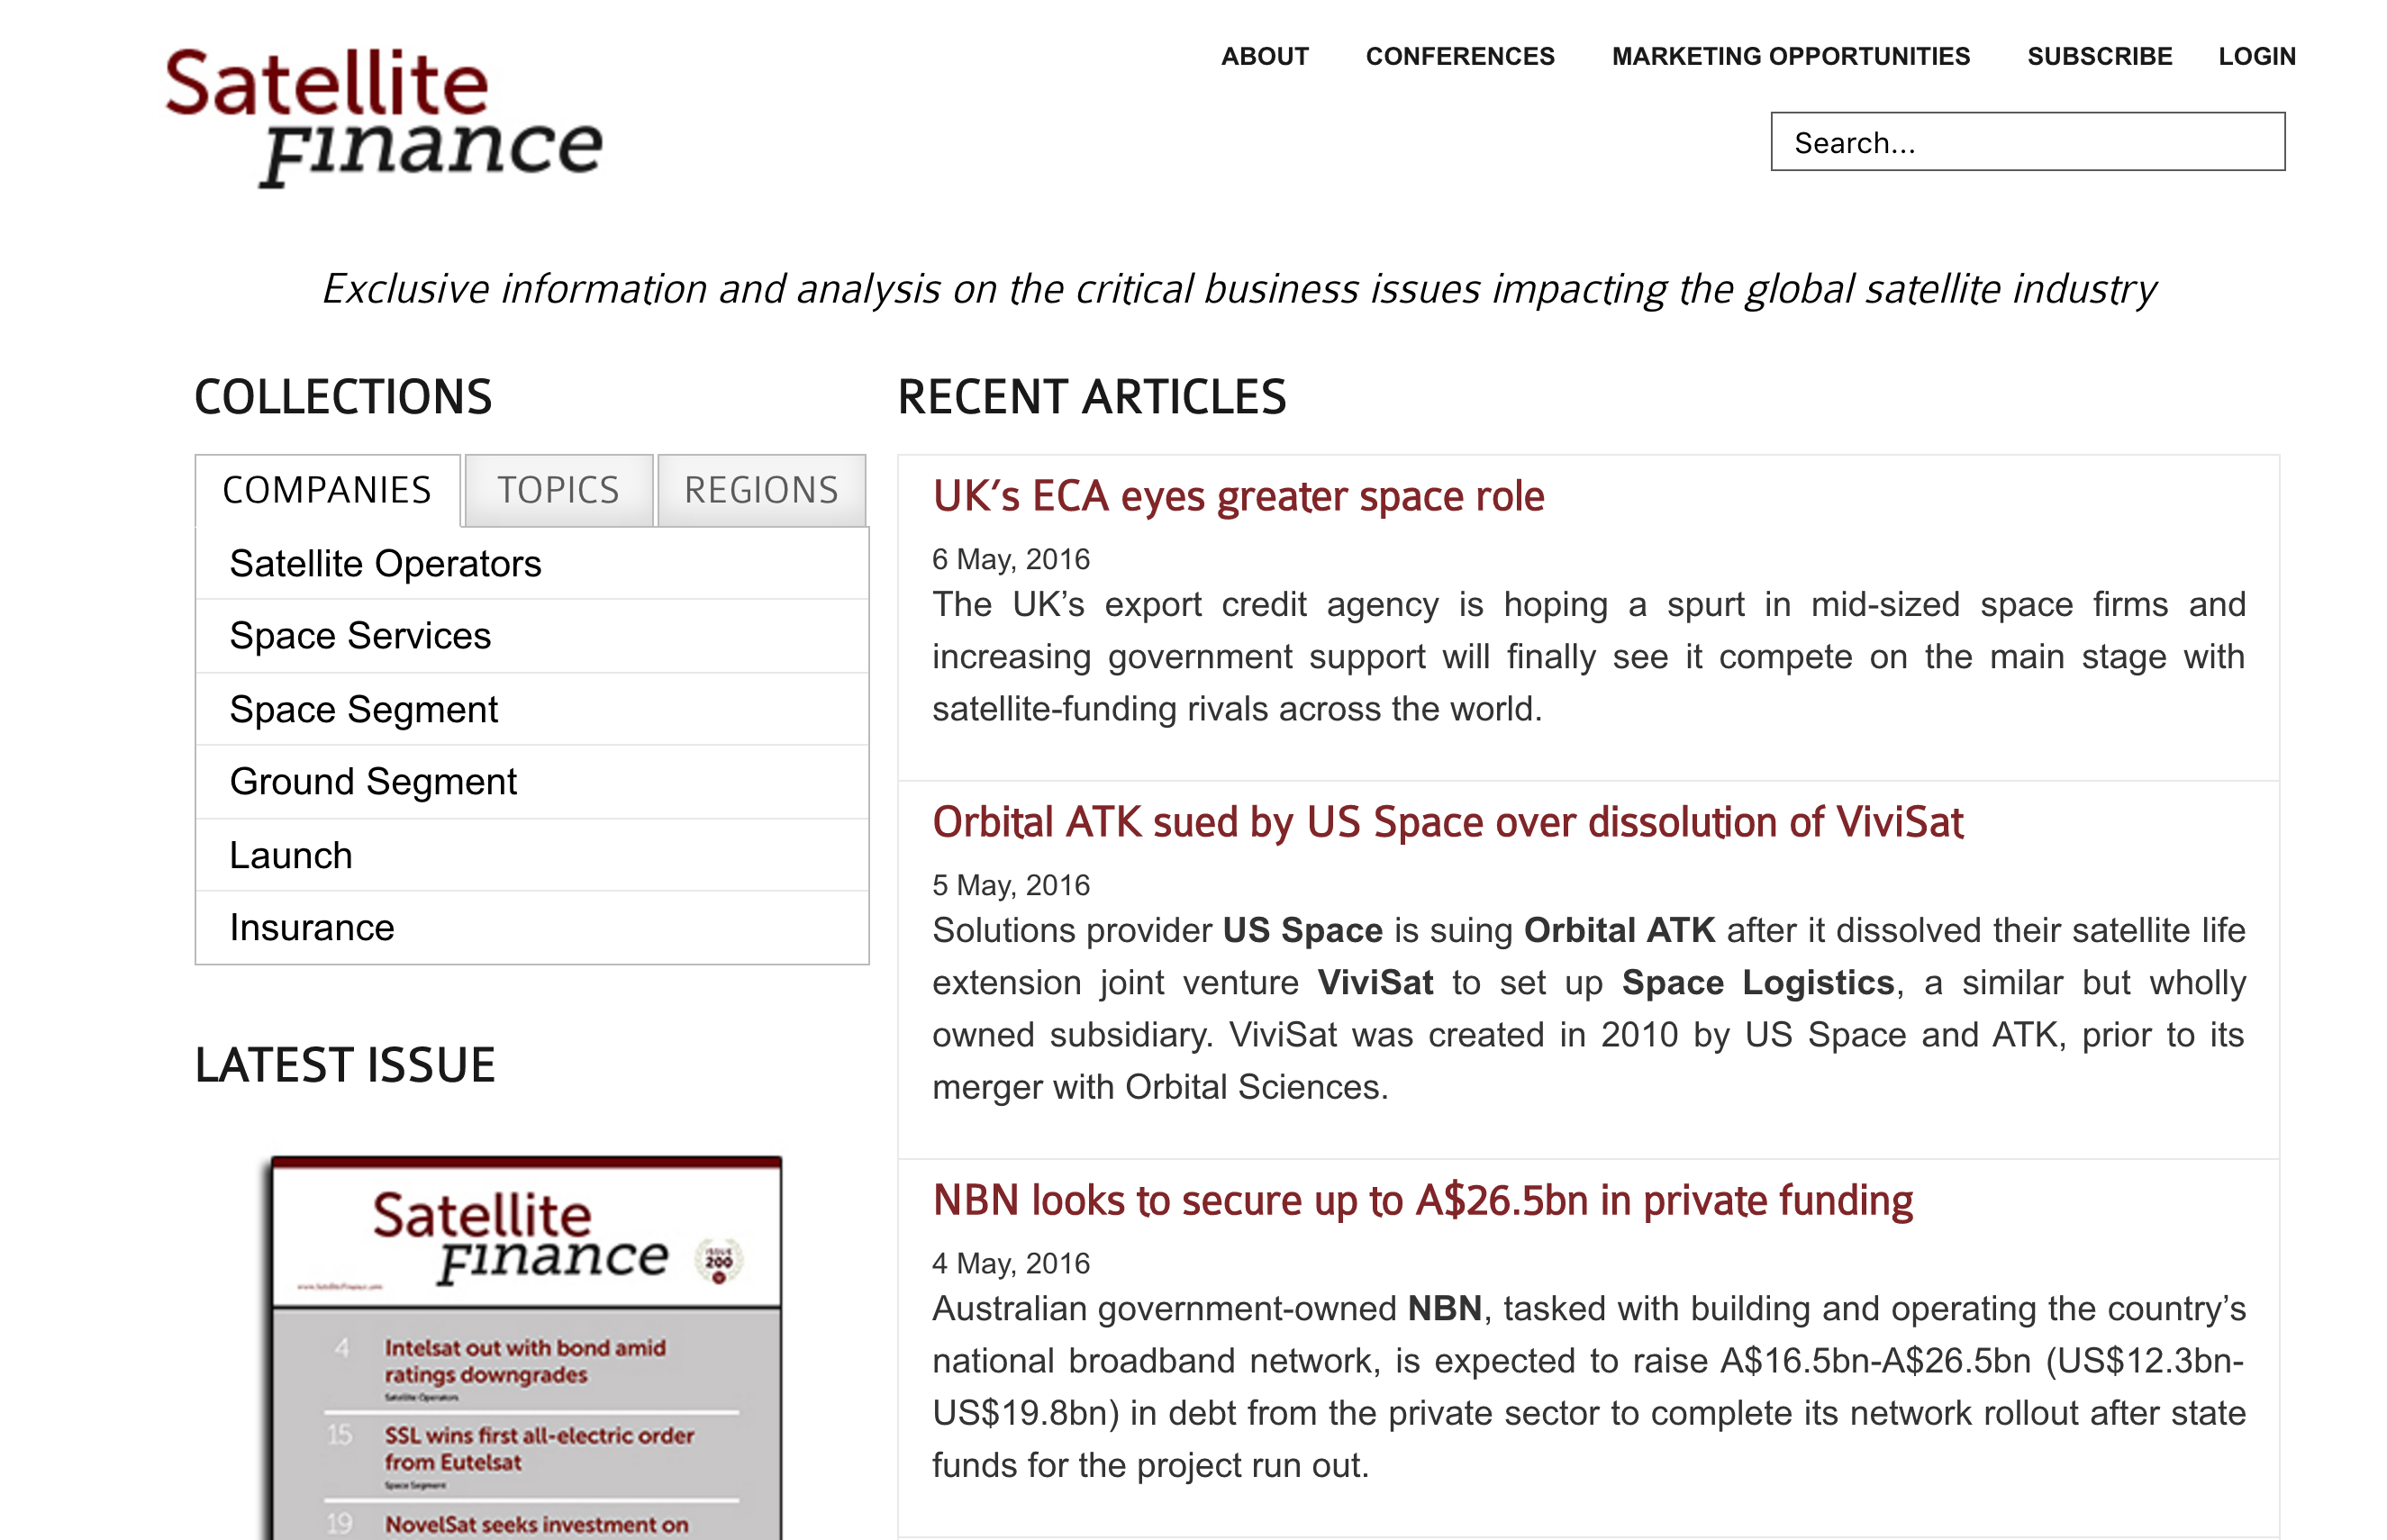 Satellite
Finance
ABOUT CONFERENCES MARKETING OPPORTUNITIES SUBSCRIBE LOGIN
Search...
Exclusive information and analysis on the critical business issues impacting the global satellite industry
COLLECTIONS
COMPANIES TOPICS REGIONS
Satellite Operators
Space Services
Space Segment
Ground Segment
Launch
Insurance
LATEST ISSUE
Satellite
Finance
ISSUE
200
www.SatelliteFinance.com
4 Intelsat out with bond amid
ratings downgrades
Satellite Operators
15 SSL wins first all-electric order
from Eutelsat
Space Segment
19 NovelSat seeks investment on
RECENT ARTICLES
UK’s ECA eyes greater space role
6 May, 2016
The UK’s export credit agency is hoping a spurt in mid-sized space firms and
increasing government support will finally see it compete on the main stage with
satellite-funding rivals across the world.
Orbital ATK sued by US Space over dissolution of ViviSat
5 May, 2016
Solutions provider US Space is suing Orbital ATK after it dissolved their satellite life
extension joint venture ViviSat to set up Space Logistics, a similar but wholly
owned subsidiary. ViviSat was created in 2010 by US Space and ATK, prior to its
merger with Orbital Sciences.
NBN looks to secure up to A$26.5bn in private funding
4 May, 2016
Australian government-owned NBN, tasked with building and operating the country’s
national broadband network, is expected to raise A$16.5bn-A$26.5bn (US$12.3bn-
US$19.8bn) in debt from the private sector to complete its network rollout after state
funds for the project run out.